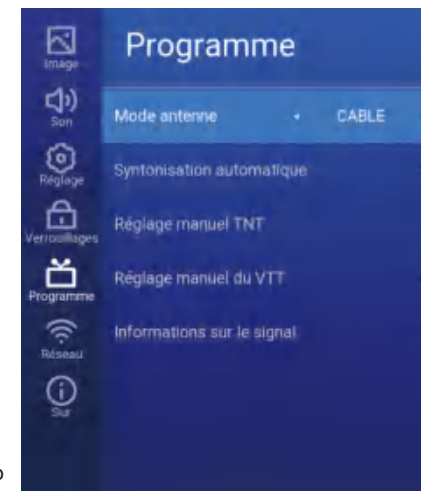 Programme
Image
Son
Réglage
Verrouillages
Programme
Réseau
Sur
Mode antenne CABLE
Syntonisation automatique
Réglage manuel TNT
Réglage manuel du VTT
Informations sur le signal